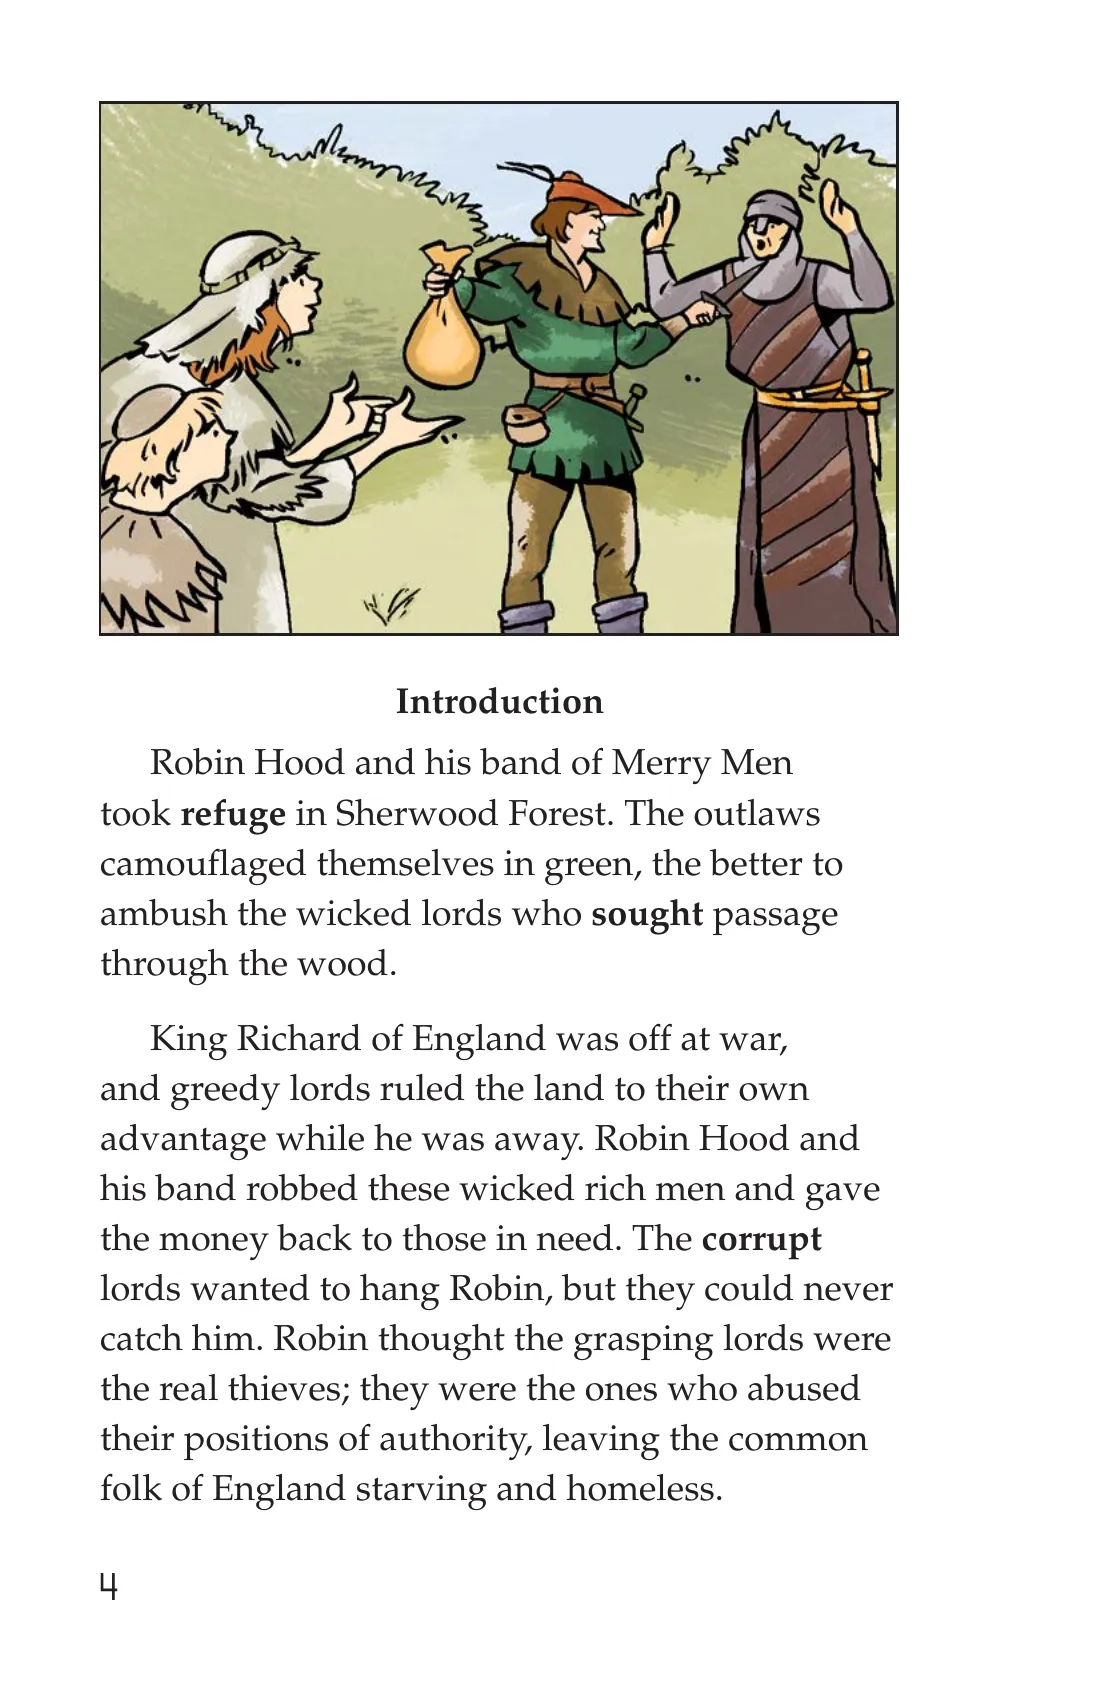 Introduction
Robin Hood and his band of Merry Men
took refuge in Sherwood Forest. The outlaws
camouflaged themselves in green, the better to
ambush the wicked lords who sought passage
through the wood.
King Richard of England was off at war,
and greedy lords ruled the land to their own
advantage while he was away. Robin Hood and
his band robbed these wicked rich men and gave
the money back to those in need. The corrupt
lords wanted to hang Robin, but they could never
catch him. Robin thought the grasping lords were
the real thieves; they were the ones who abused
their positions of authority, leaving the common
folk of England starving and homeless.
4